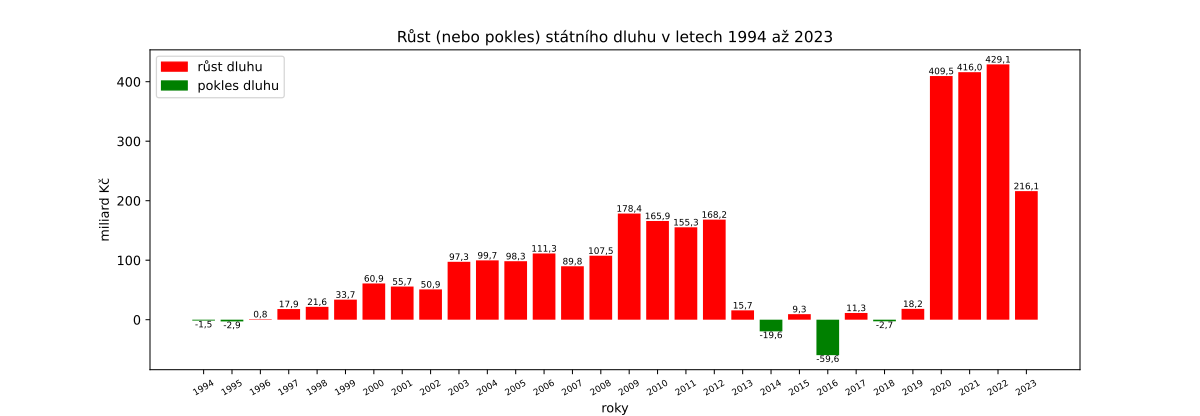 Růst (nebo pokles) státního dluhu v letech 1994 až 2023
růst dluhu
pokles dluhu
miliard Kč
400
300
200
100
0
-1,5 -2,9 0,8 17,9 21,6 33,7 60,9 55,7 50,9 97,3 99,7 98,3 111,3 89,8 107,5 178,4 165,9 155,3 168,2 15,7 -19,6 9,3 -59,6 11,3 -2,7 18,2 409,5 416,0 429,1 216,1
1994 1995 1996 1997 1998 1999 2000 2001 2002 2003 2004 2005 2006 2007 2008 2009 2010 2011 2012 2013 2014 2015 2016 2017 2018 2019 2020 2021 2022 2023
roky